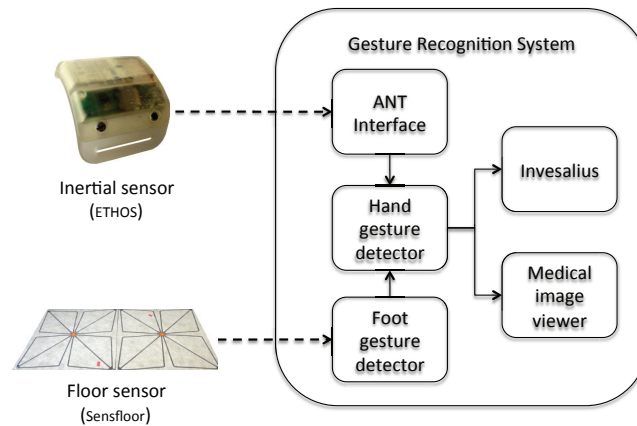 Gesture Recognition System
ANT
Interface
Inertial sensor
(ETHOS)
Hand
gesture
detector
Invesalius
Medical
image
viewer
Foot
gesture
detector
Floor sensor
(Sensfloor)